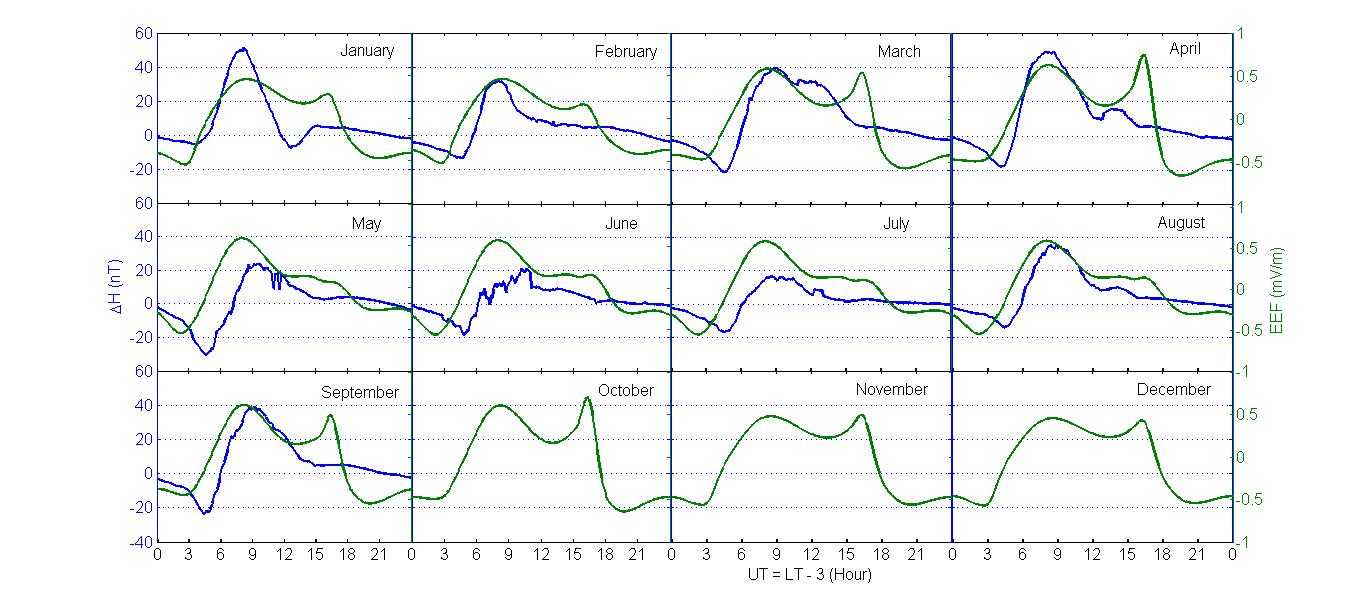 60 January February March April 1
40 0.5
20 0
0 -0.5
-20
60 May June July August 1
40 0.5
20 0
0 -0.5
-20
ΔH (nT)
EEF (mV/m)
60 September October November December -1
40 0.5
20 0
0 -0.5
-20
-40 -1
0 3 6 9 12 15 18 21 0 3 6 9 12 15 18 21 0 3 6 9 12 15 18 21 0 3 6 9 12 15 18 21 0
UT = LT - 3 (Hour)